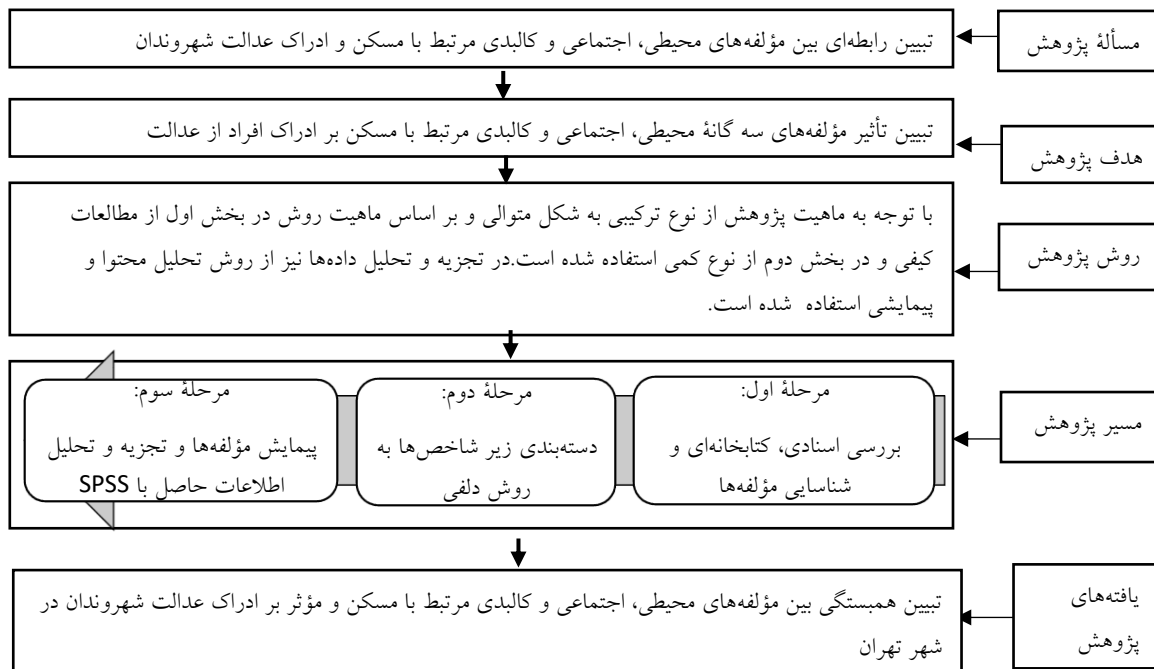 مسألۀ پژوهش
تبیین رابطه‌ای بین مؤلفه‌های محیطی، اجتماعی و کالبدی مرتبط با مسکن و ادراک عدالت شهروندان
هدف پژوهش
تبیین تأثیر مؤلفه‌های سه گانۀ محیطی، اجتماعی و کالبدی مرتبط با مسکن بر ادراک افراد از عدالت
روش پژوهش
با توجه به ماهیت پژوهش از نوع ترکیبی به شکل متوالی و بر اساس ماهیت روش در بخش اول از مطالعات
کیفی و در بخش دوم از نوع کمی استفاده شده است.در تجزیه و تحلیل داده‌ها نیز از روش تحلیل محتوا و
پیمایشی استفاده شده است.
مسیر پژوهش
مرحلۀ اول:
بررسی اسنادی، کتابخانه‌ای و
شناسایی مؤلفه‌ها
مرحلۀ دوم:
دسته‌بندی زیر شاخص‌ها به
روش دلفی
مرحلۀ سوم:
پیمایش مؤلفه‌ها و تجزیه و تحلیل
اطلاعات حاصل با SPSS
یافته‌های
پژوهش
تبیین همبستگی بین مؤلفه‌های محیطی، اجتماعی و کالبدی مرتبط با مسکن و مؤثر بر ادراک عدالت شهروندان در
شهر تهران